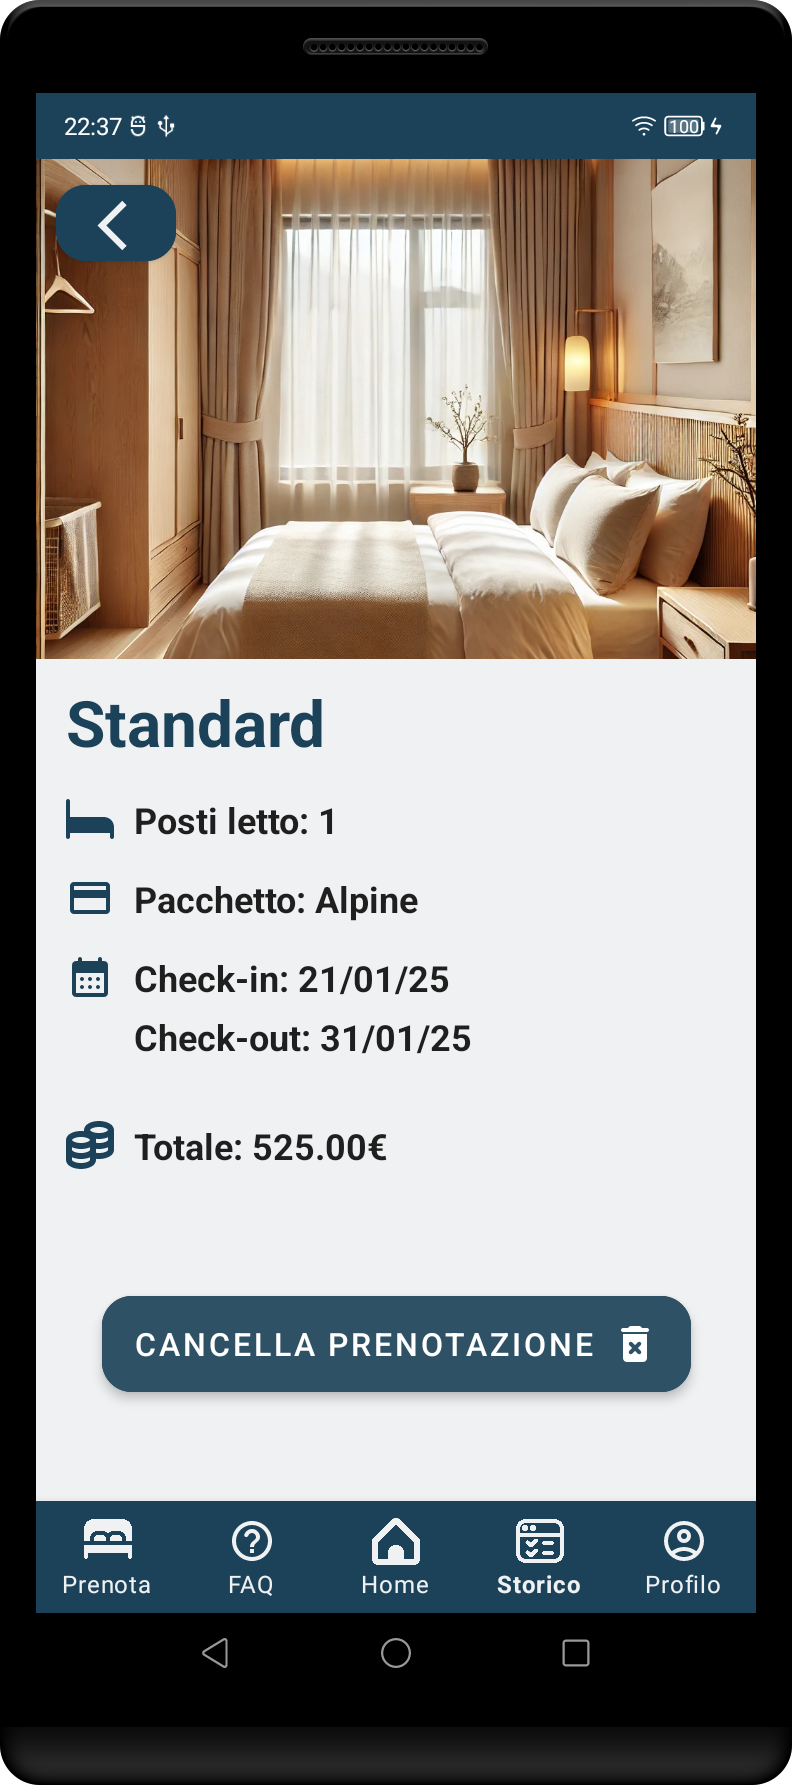 22:37
100
Standard
Posti letto: 1
Pacchetto: Alpine
Check-in: 21/01/25
Check-out: 31/01/25
Totale: 525.00€
CANCELLA PRENOTAZIONE
Prenota FAQ Home Storico Profilo